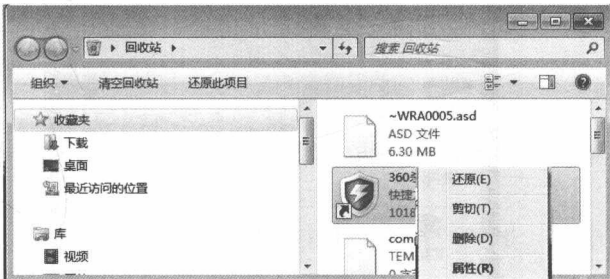 回收站
搜索 回收站
组织 清空回收站 还原此项目
收藏夹
下载
桌面
最近访问的位置
库
视频
~WRA0005.asd
ASD 文件
6.30 MB
360
快捷
1018
com
TEM
还原(E)
剪切(T)
删除(D)
属性(R)